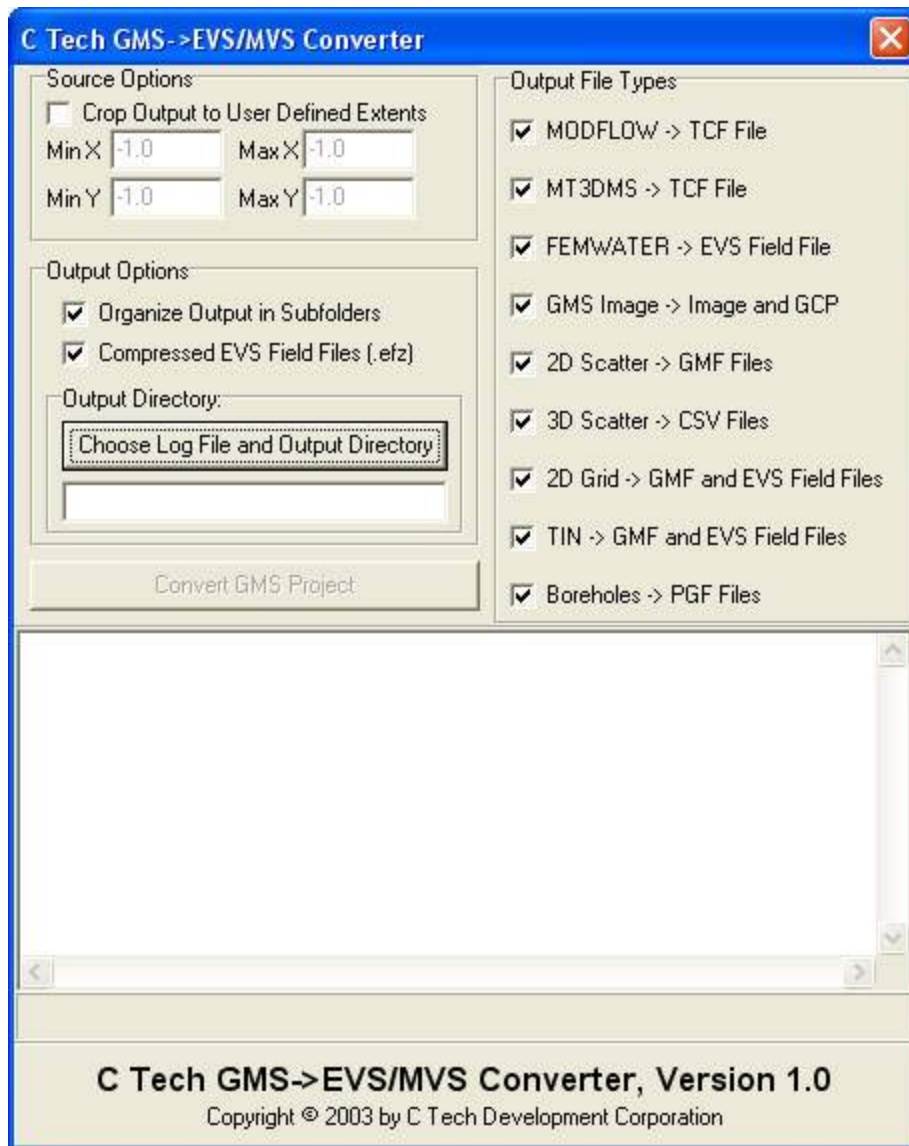 C Tech GMS->EVS/MVS Converter
Source Options
Crop Output to User Defined Extents
Min X -1.0 Max X -1.0
Min Y -1.0 Max Y -1.0
Output Options
Organize Output in Subfolders
Compressed EVS Field Files (.efz)
Output Directory:
Choose Log File and Output Directory
Convert GMS Project
Output File Types
MODFLOW -> TCF File
MT3DMS -> TCF File
FEMWATER -> EVS Field File
GMS Image -> Image and GCP
2D Scatter -> GMF Files
3D Scatter -> CSV Files
2D Grid -> GMF and EVS Field Files
TIN -> GMF and EVS Field Files
Boreholes -> PGF Files
C Tech GMS->EVS/MVS Converter, Version 1.0
Copyright © 2003 by C Tech Development Corporation